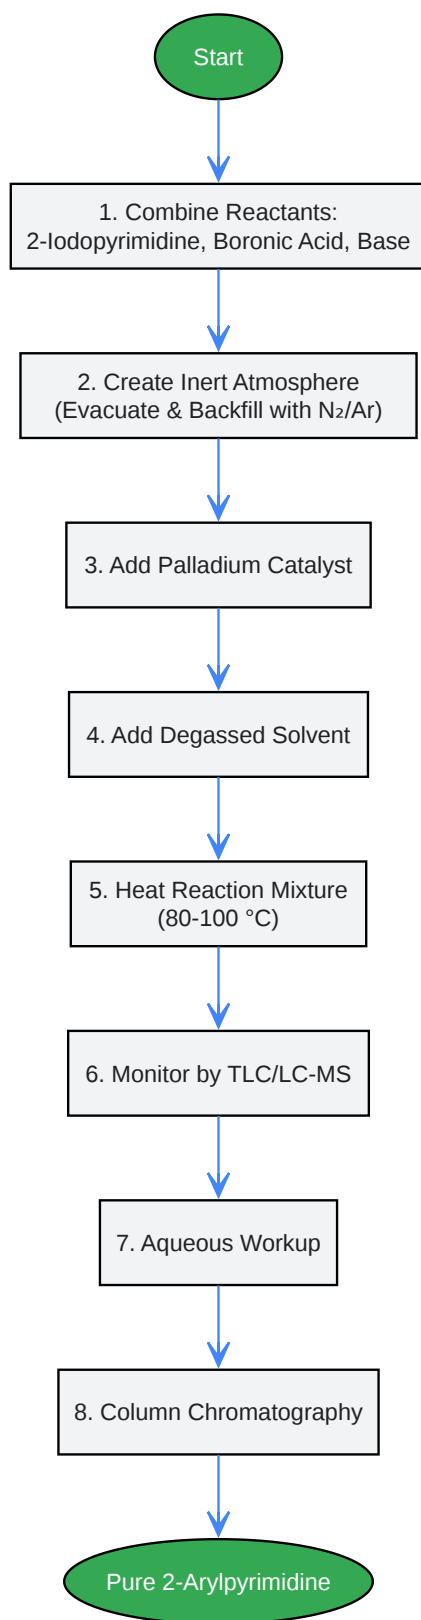 Start
1. Combine Reactants:
2-Iodopyrimidine, Boronic Acid, Base
2. Create Inert Atmosphere
(Evacuate & Backfill with N₂/Ar)
3. Add Palladium Catalyst
4. Add Degassed Solvent
5. Heat Reaction Mixture
(80-100 °C)
6. Monitor by TLC/LC-MS
7. Aqueous Workup
8. Column Chromatography
Pure 2-Arylpyrimidine